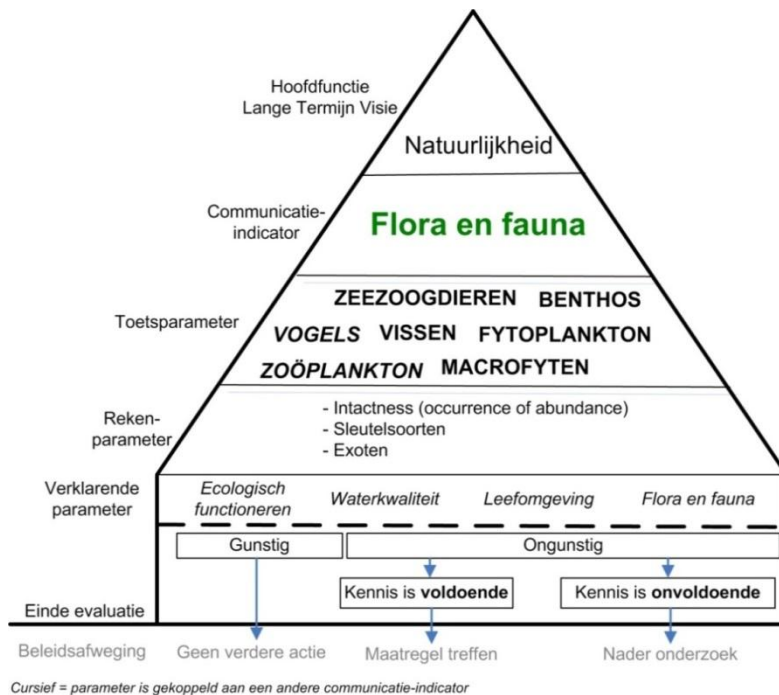 Hoofdfunctie
Lange Termijn Visie
Natuurlijkheid
Communicatie-
indicator
Flora en fauna
Toetsparameter
ZEEZOOGDIEREN BENTHOS
VOGELS VISSEN FYTOPLANKTON
ZOÖPLANKTON MACROFYTEN
Reken-
parameter
- Intactness (occurrence of abundance)
- Sleutelsoorten
- Exoten
Verklarende
parameter
Ecologisch
functioneren
Waterkwaliteit
Leefomgeving
Flora en fauna
Gunstig
Ongunstig
Kennis is voldoende
Kennis is onvoldoende
Einde evaluatie
Beleidsafweging
Geen verdere actie
Maatregel treffen
Nader onderzoek
Cursief = parameter is gekoppeld aan een andere communicatie-indicator